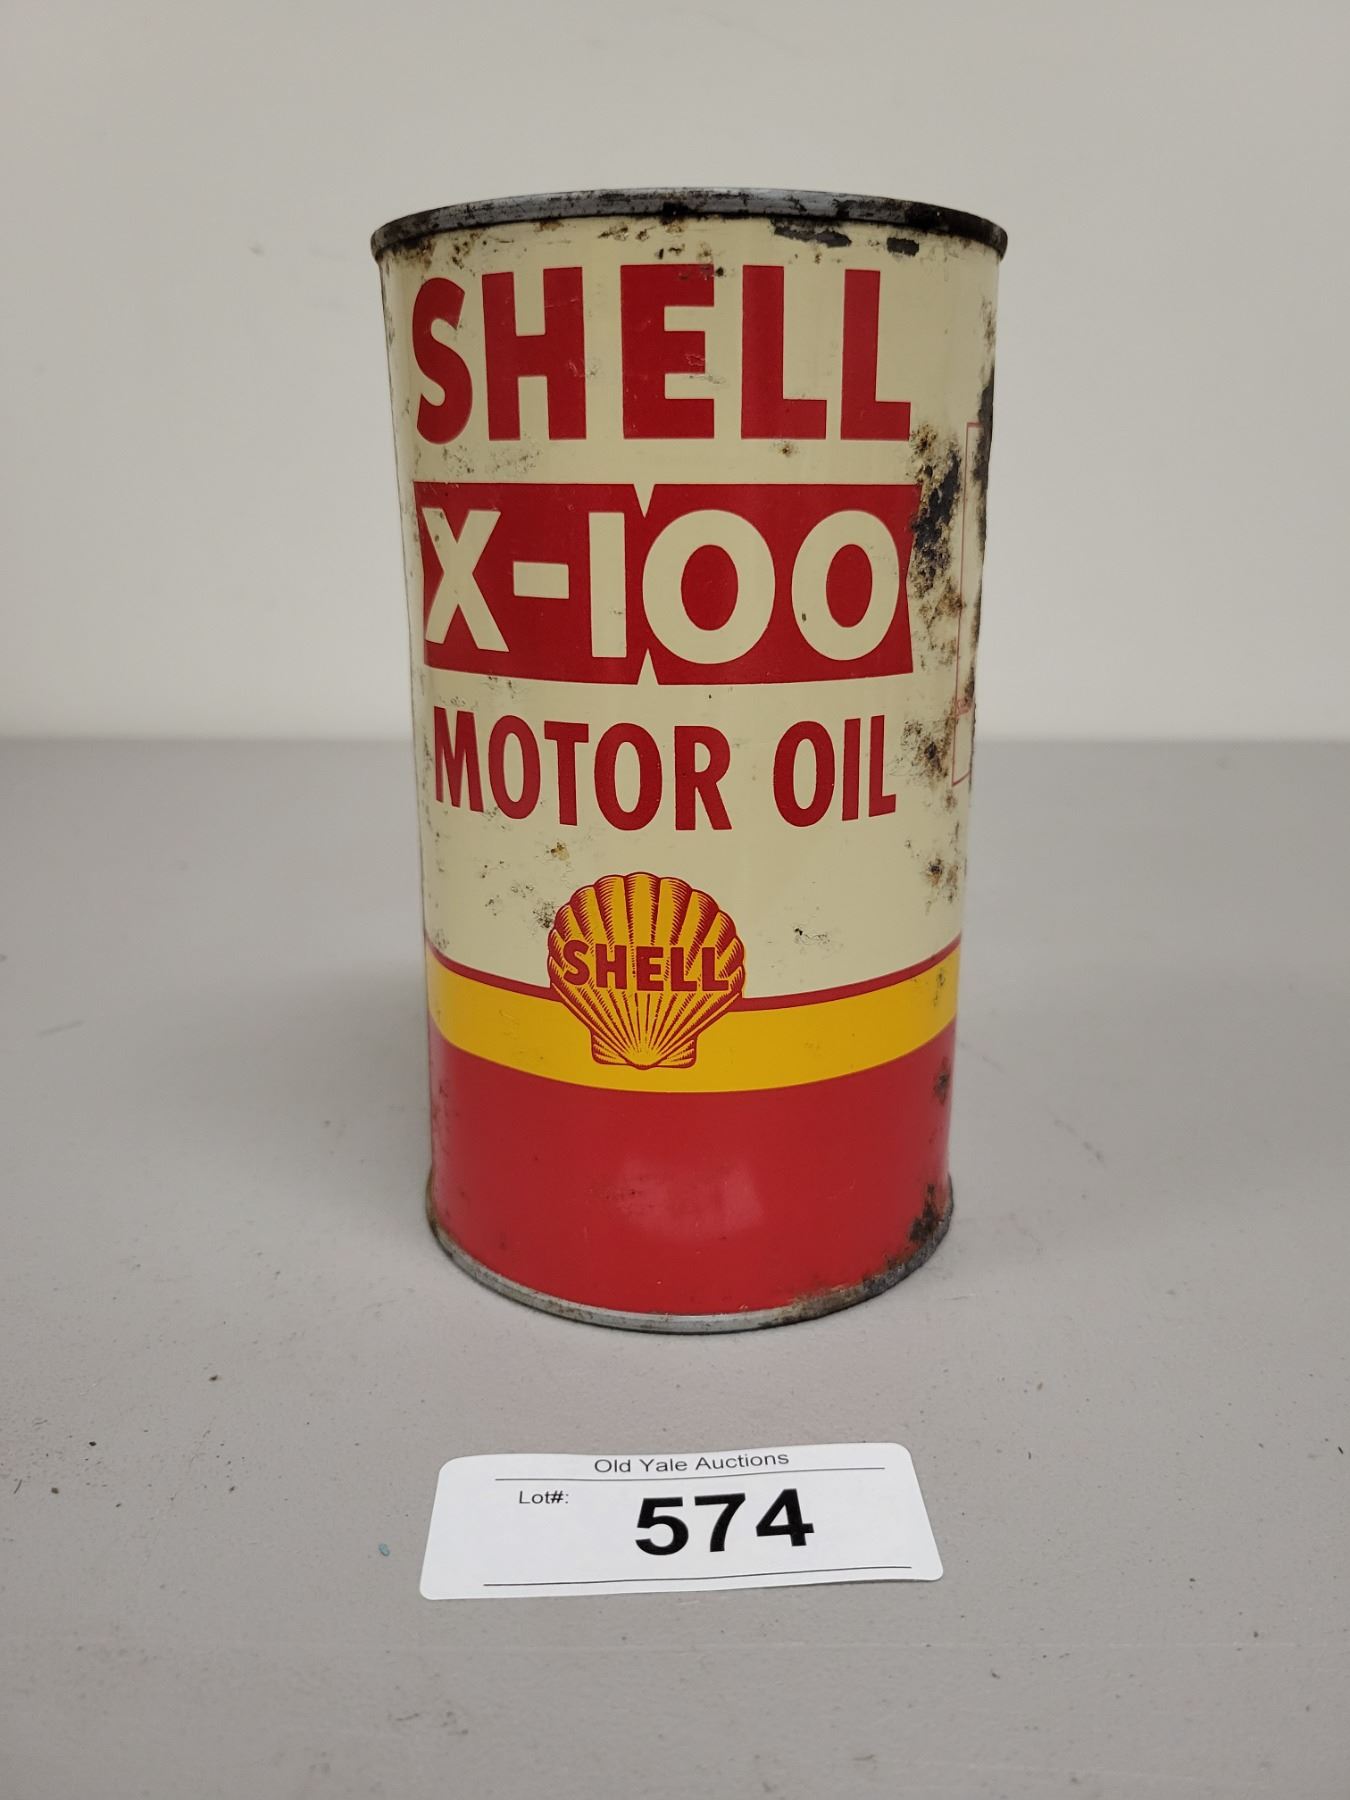 SHELL
X-100
MOTOR OIL
SHELL
Old Yale Auctions
Lot#:
574